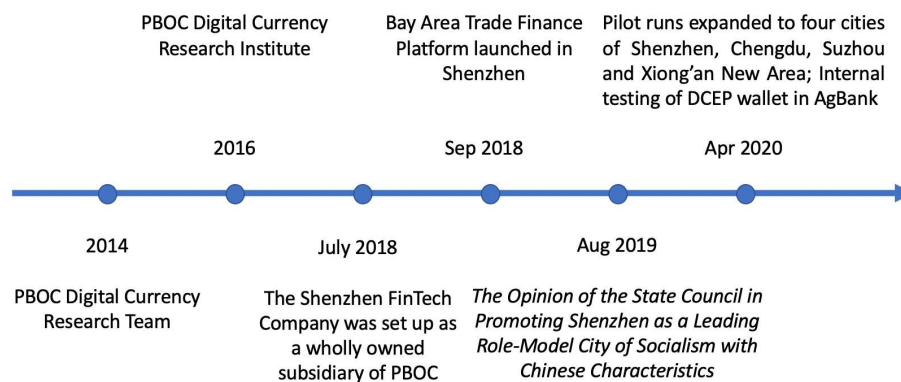 PBOC Digital Currency
Research Institute
Bay Area Trade Finance
Platform launched in
Shenzhen
Pilot runs expanded to four cities
of Shenzhen, Chengdu, Suzhou
and Xiong’an New Area; Internal
testing of DCEP wallet in AgBank
2016
Sep 2018
Apr 2020
2014
July 2018
Aug 2019
PBOC Digital Currency
Research Team
The Shenzhen FinTech
Company was set up as
a wholly owned
subsidiary of PBOC
The Opinion of the State Council in
Promoting Shenzhen as a Leading
Role-Model City of Socialism with
Chinese Characteristics